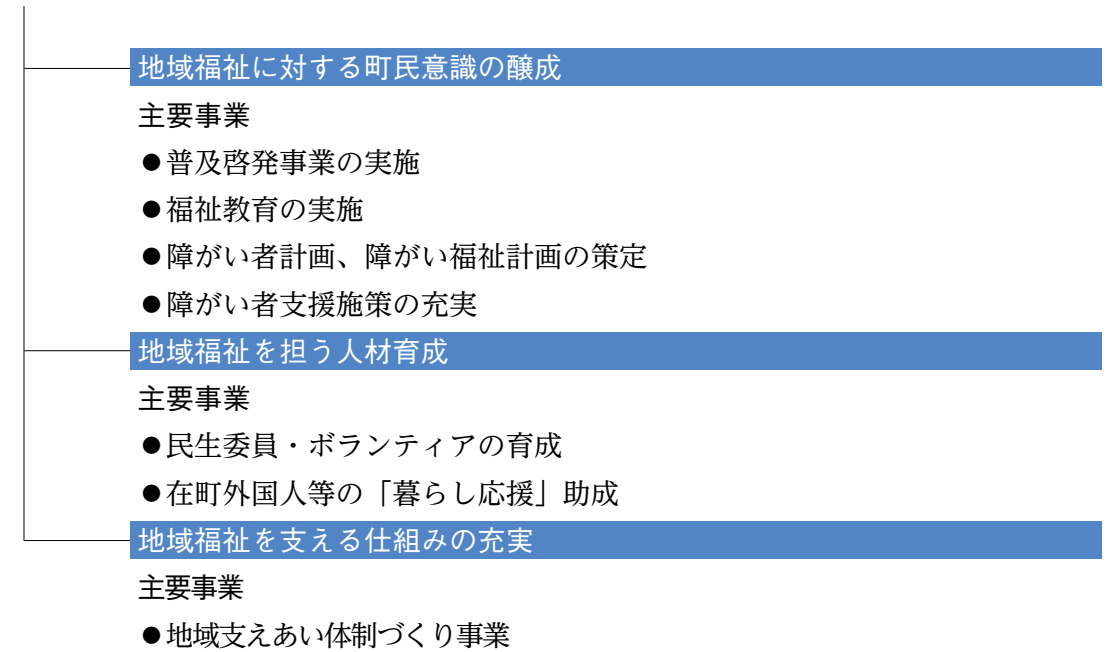 地域福祉に対する町民意識の醸成
主要事業
●普及啓発事業の実施
●福祉教育の実施
●障がい者計画、障がい福祉計画の策定
●障がい者支援施策の充実
地域福祉を担う人材育成
主要事業
●民生委員・ボランティアの育成
●在町外国人等の「暮らし応援」助成
地域福祉を支える仕組みの充実
主要事業
●地域支えあい体制づくり事業